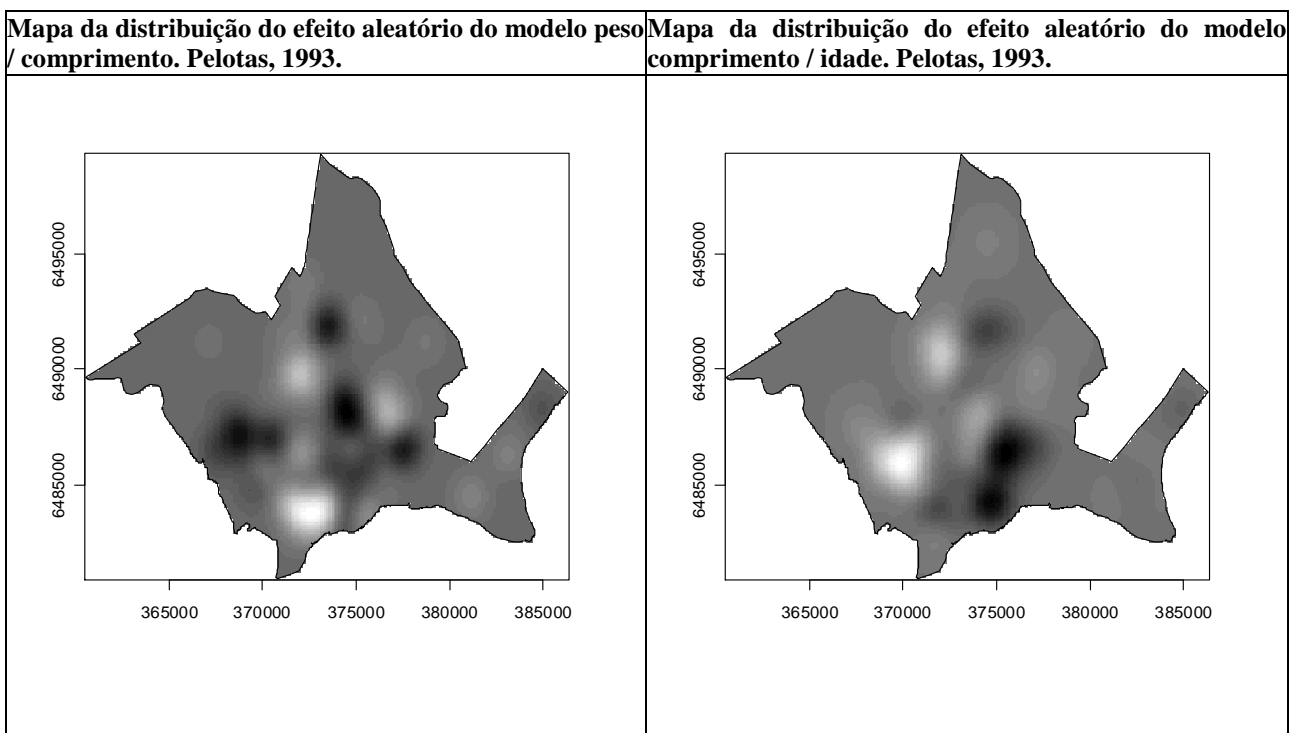 Mapa da distribuição do efeito aleatório do modelo peso
/ comprimento. Pelotas, 1993.
Mapa da distribuição do efeito aleatório do modelo
comprimento / idade. Pelotas, 1993.
6495000
6490000
6485000
365000 370000 375000 380000 385000
6495000
6490000
6485000
365000 370000 375000 380000 385000